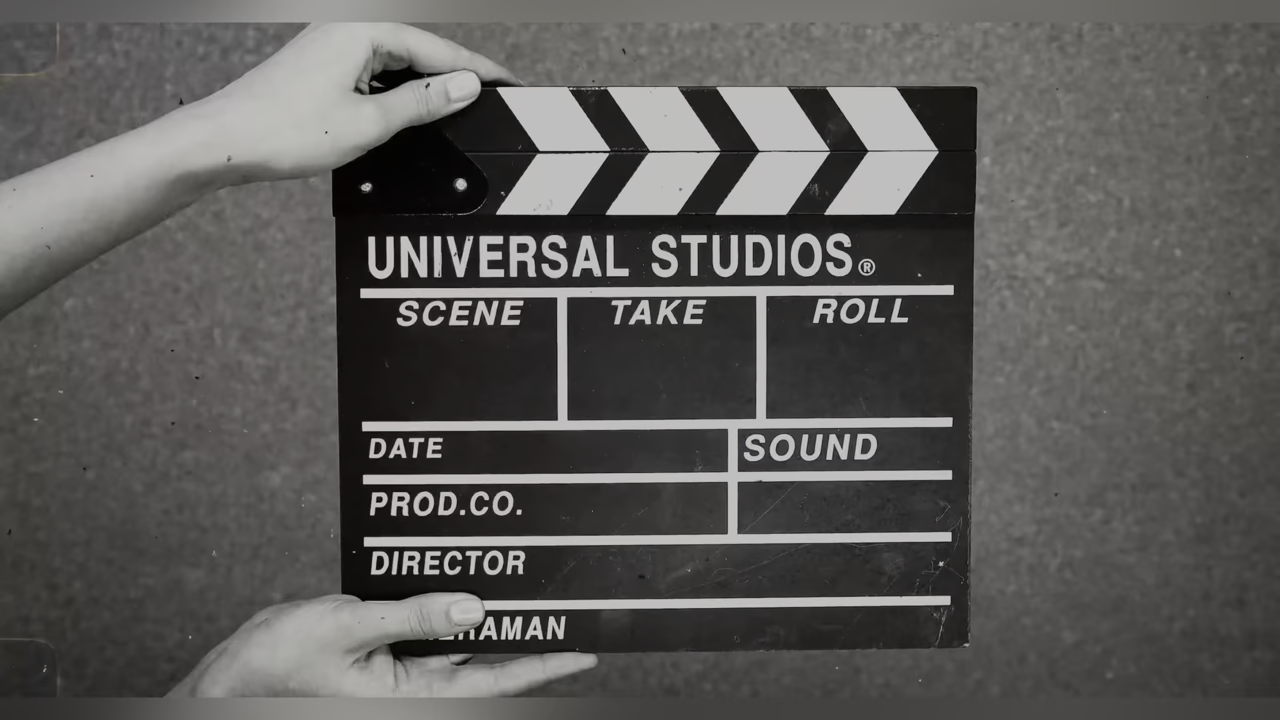 UNIVERSAL STUDIOS®
SCENE TAKE ROLL
DATE SOUND
PROD.CO.
DIRECTOR